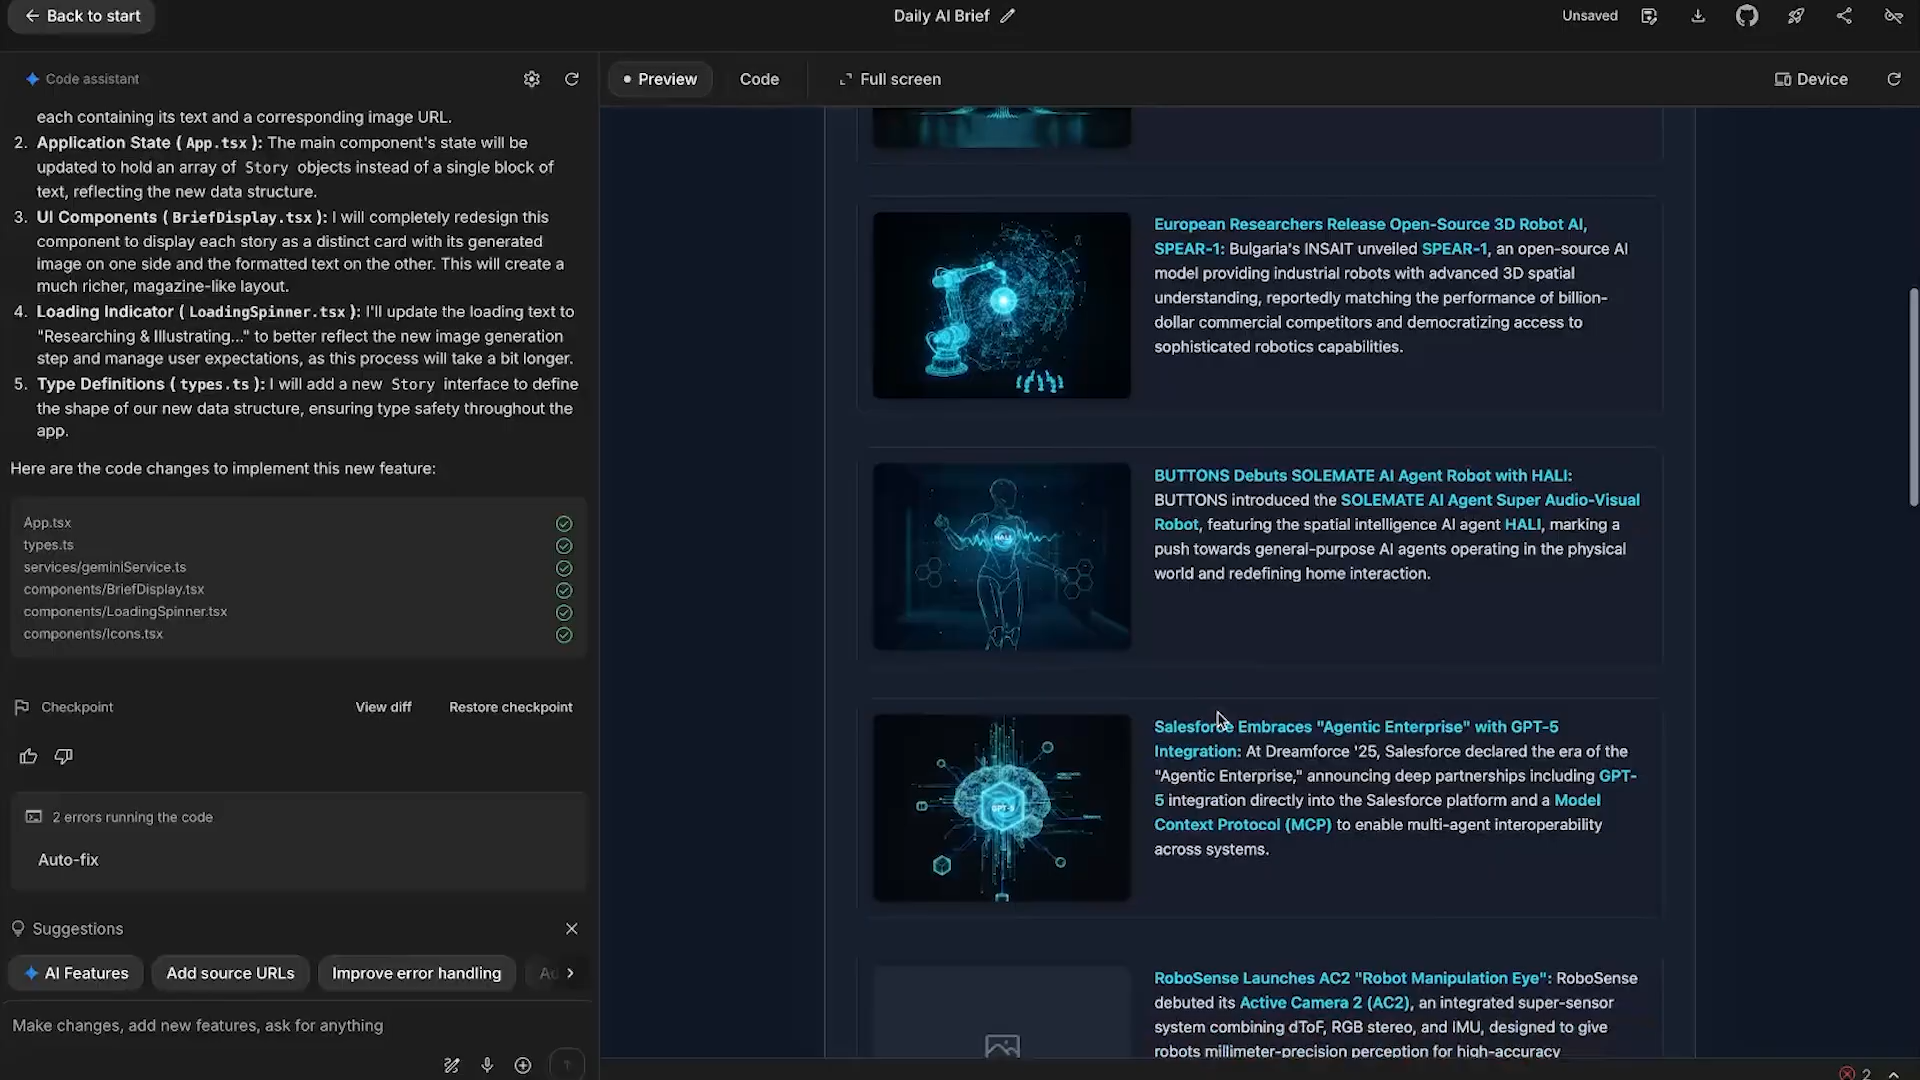 Back to start
Daily AI Brief
Unsaved
Code assistant
Preview
Code
Full screen
Device
each containing its text and a corresponding image URL.
2. Application State ( App.tsx ): The main component's state will be
updated to hold an array of Story objects instead of a single block of
text, reflecting the new data structure.
3. UI Components ( BriefDisplay.tsx ): I will completely redesign this
component to display each story as a distinct card with its generated
image on one side and the formatted text on the other. This will create a
much richer, magazine-like layout.
4. Loading Indicator ( LoadingSpinner.tsx ): I'll update the loading text to
"Researching & Illustrating..." to better reflect the new image generation
step and manage user expectations, as this process will take a bit longer.
5. Type Definitions ( types.ts ): I will add a new Story interface to define
the shape of our new data structure, ensuring type safety throughout the
app.
Here are the code changes to implement this new feature:
App.tsx
types.ts
services/geminiService.ts
components/BriefDisplay.tsx
components/LoadingSpinner.tsx
components/Icons.tsx
Checkpoint
View diff
Restore checkpoint
2 errors running the code
Auto-fix
Suggestions
AI Features
Add source URLs
Improve error handling
Ad
Make changes, add new features, ask for anything
European Researchers Release Open-Source 3D Robot AI,
SPEAR-1: Bulgaria's INSAIT unveiled SPEAR-1, an open-source AI
model providing industrial robots with advanced 3D spatial
understanding, reportedly matching the performance of billion-
dollar commercial competitors and democratizing access to
sophisticated robotics capabilities.
HALI
BUTTONS Debuts SOLEMATE AI Agent Robot with HALI:
BUTTONS introduced the SOLEMATE AI Agent Super Audio-Visual
Robot, featuring the spatial intelligence AI agent HALI, marking a
push towards general-purpose AI agents operating in the physical
world and redefining home interaction.
GPT-5
Salesforce Embraces "Agentic Enterprise" with GPT-5
Integration: At Dreamforce '25, Salesforce declared the era of the
"Agentic Enterprise," announcing deep partnerships including GPT-
5 integration directly into the Salesforce platform and a Model
Context Protocol (MCP) to enable multi-agent interoperability
across systems.
RoboSense Launches AC2 "Robot Manipulation Eye": RoboSense
debuted its Active Camera 2 (AC2), an integrated super-sensor
system combining dToF, RGB stereo, and IMU, designed to give
robots millimeter-precision perception for high-accuracy
2